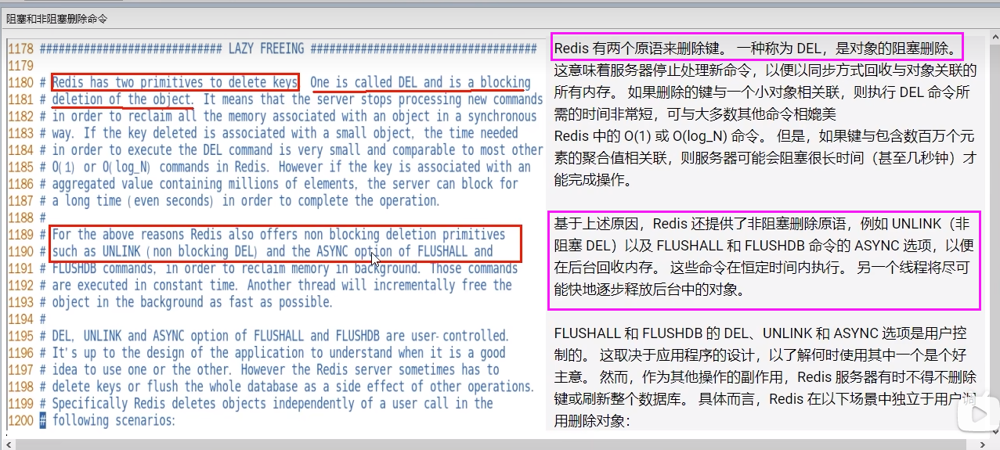 阻塞和非阻塞删除命令
1178 ############################ LAZY FREEING ####################################
1179
1180 # Redis has two primitives to delete keys. One is called DEL and is a blocking
1181 # deletion of the object. It means that the server stops processing new commands
1182 # in order to reclaim all the memory associated with an object in a synchronous
1183 # way. If the key deleted is associated with a small object, the time needed
1184 # in order to execute the DEL command is very small and comparable to most other
1185 # O(1) or O(log_N) commands in Redis. However if the key is associated with an
1186 # aggregated value containing millions of elements, the server can block for
1187 # a long time (even seconds) in order to complete the operation.
1188 #
1189 # For the above reasons Redis also offers non blocking deletion primitives
1190 # such as UNLINK (non blocking DEL) and the ASYNC option of FLUSHALL and
1191 # FLUSHDB commands, in order to reclaim memory in background. Those commands
1192 # are executed in constant time. Another thread will incrementally free the
1193 # object in the background as fast as possible.
1194 #
1195 # DEL, UNLINK and ASYNC option of FLUSHALL and FLUSHDB are user-controlled.
1196 # It's up to the design of the application to understand when it is a good
1197 # idea to use one or the other. However the Redis server sometimes has to
1198 # delete keys or flush the whole database as a side effect of other operations.
1199 # Specifically Redis deletes objects independently of a user call in the
1200 # following scenarios:
Redis 有两个原语来删除键。 一种称为 DEL，是对象的阻塞删除。
这意味着服务器停止处理新命令，以便以同步方式回收与对象关联的
所有内存。 如果删除的键与一个小对象相关联，则执行 DEL 命令所
需的时间非常短，可与大多数其他命令相媲美
Redis 中的 O(1) 或 O(log_N) 命令。 但是，如果键与包含数百万个元
素的聚合值相关联，则服务器可能会阻塞很长时间（甚至几秒钟）才
能完成操作。
基于上述原因，Redis 还提供了非阻塞删除原语，例如 UNLINK（非
阻塞 DEL）以及 FLUSHALL 和 FLUSHDB 命令的 ASYNC 选项，以便
在后台回收内存。 这些命令在恒定时间内执行。 另一个线程将尽可
能快地逐步释放后台中的对象。
FLUSHALL 和 FLUSHDB 的 DEL、UNLINK 和 ASYNC 选项是用户控
制的。 这取决于应用程序的设计，以了解何时使用其中一个是个好
主意。 然而，作为其他操作的副作用，Redis 服务器有时不得不删除
键或刷新整个数据库。 具体而言，Redis 在以下场景中独立于用户调
用删除对象：